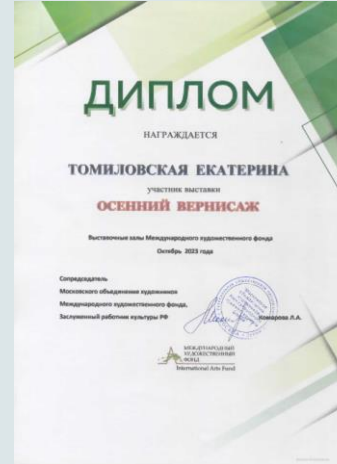 ДИПЛОМ
НАГРАЖДАЕТСЯ
ТОМИЛОВСКАЯ ЕКАТЕРИНА
участник выставки
ОСЕННИЙ ВЕРНИСАЖ
Выставочные залы Международного художественного фонда
Октябрь 2023 года
Сопредседатель
Московского объединения художников
Международного художественного фонда,
Заслуженный работник культуры РФ
Комарова Л.А.
МЕЖДУНАРОДНЫЙ
ХУДОЖЕСТВЕННЫЙ
ФОНД
International Arts Fund